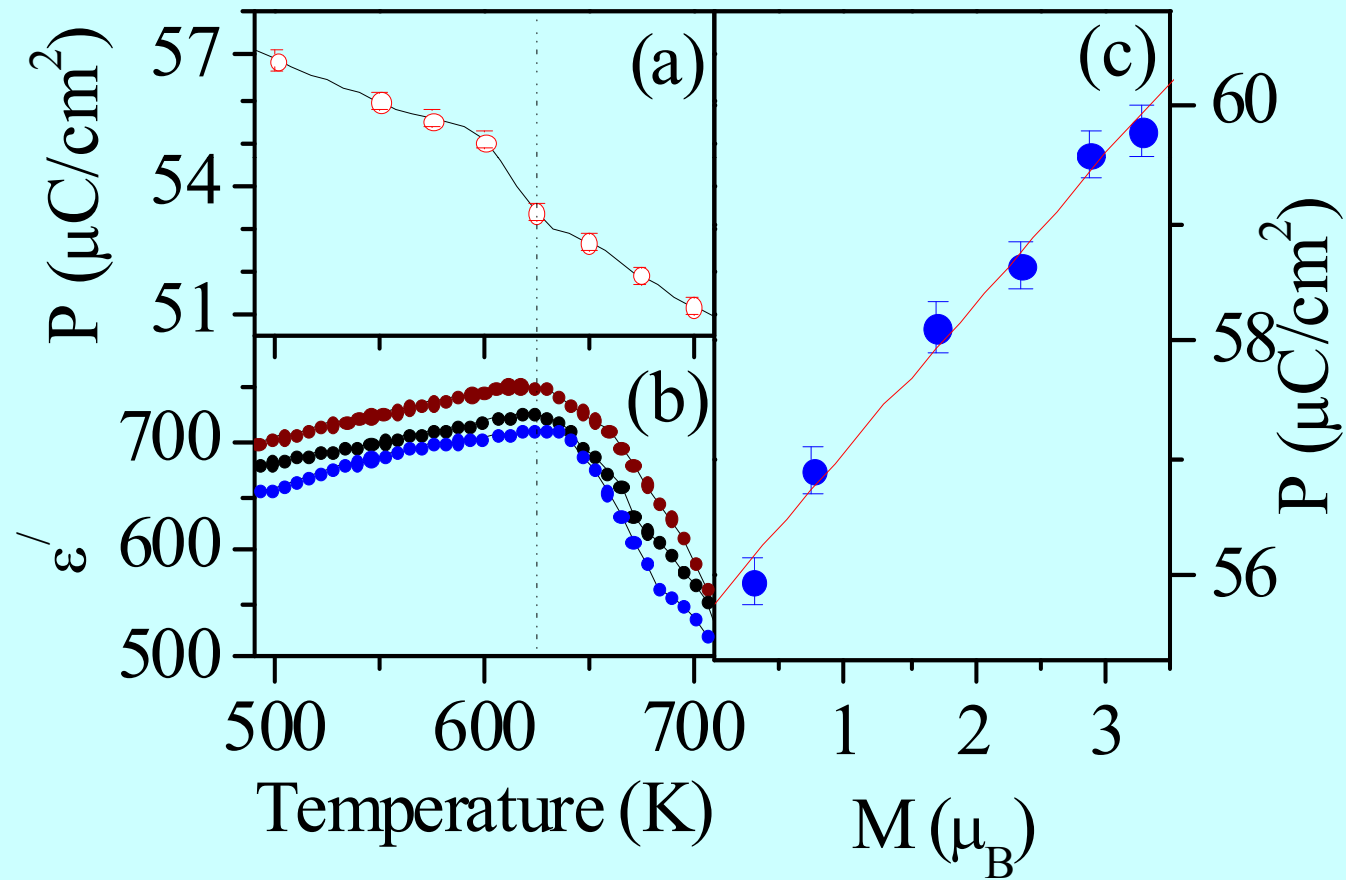 (a)
P (μC/cm²)
57
54
51
(b)
ε′
700
600
500
500 600 700
Temperature (K)
(c)
60
58
56
P (μC/cm²)
1 2 3
M (μ_B)